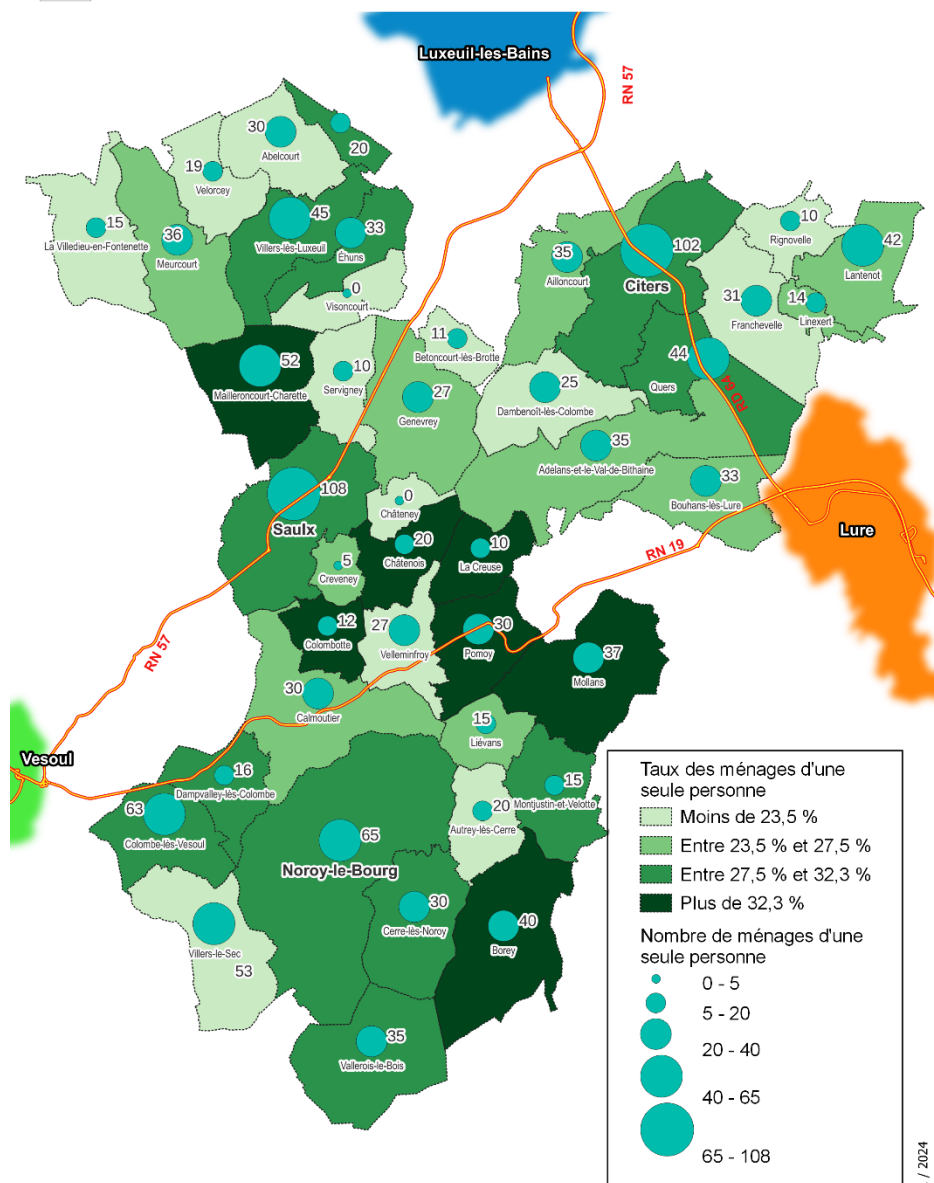 Luxeuil-les-Bains
RN 57
30
Abelcourt
20
19
Velorcey
15
La Villedieu-en-Fontenette
36
Meurcourt
45
Villers-lès-Luxeuil
33
Éhuns
0
Visoncourt
35
Ailloncourt
102
Citers
10
Rignovelle
42
Lantenot
31
Franchevelle
14
Linexert
52
Mailleroncourt-Charette
10
Servigney
11
Betoncourt-lès-Brotte
27
Genevrey
25
Dambenoît-lès-Colombe
44
Quers
RD 64
35
Adelans-et-le-Val-de-Bithaine
33
Bouhans-lès-Lure
Lure
108
Saulx
0
Châteney
20
Châtenois
10
La Creuse
RN 19
5
Creveney
12
Colombotte
27
Velleminfroy
30
Pomoy
37
Mollans
RN 57
30
Calmoutier
15
Liévans
Vesoul
16
Dampvalley-lès-Colombe
63
Colombe-lès-Vesoul
65
Noroy-le-Bourg
20
Autrey-lès-Cerre
15
Montjustin-et-Velotte
30
Cerre-lès-Noroy
40
Borey
Villers-le-Sec
53
35
Vallerois-le-Bois
Taux des ménages d'une
seule personne
Moins de 23,5 %
Entre 23,5 % et 27,5 %
Entre 27,5 % et 32,3 %
Plus de 32,3 %
Nombre de ménages d'une
seule personne
0 - 5
5 - 20
20 - 40
40 - 65
65 - 108
/ 2024